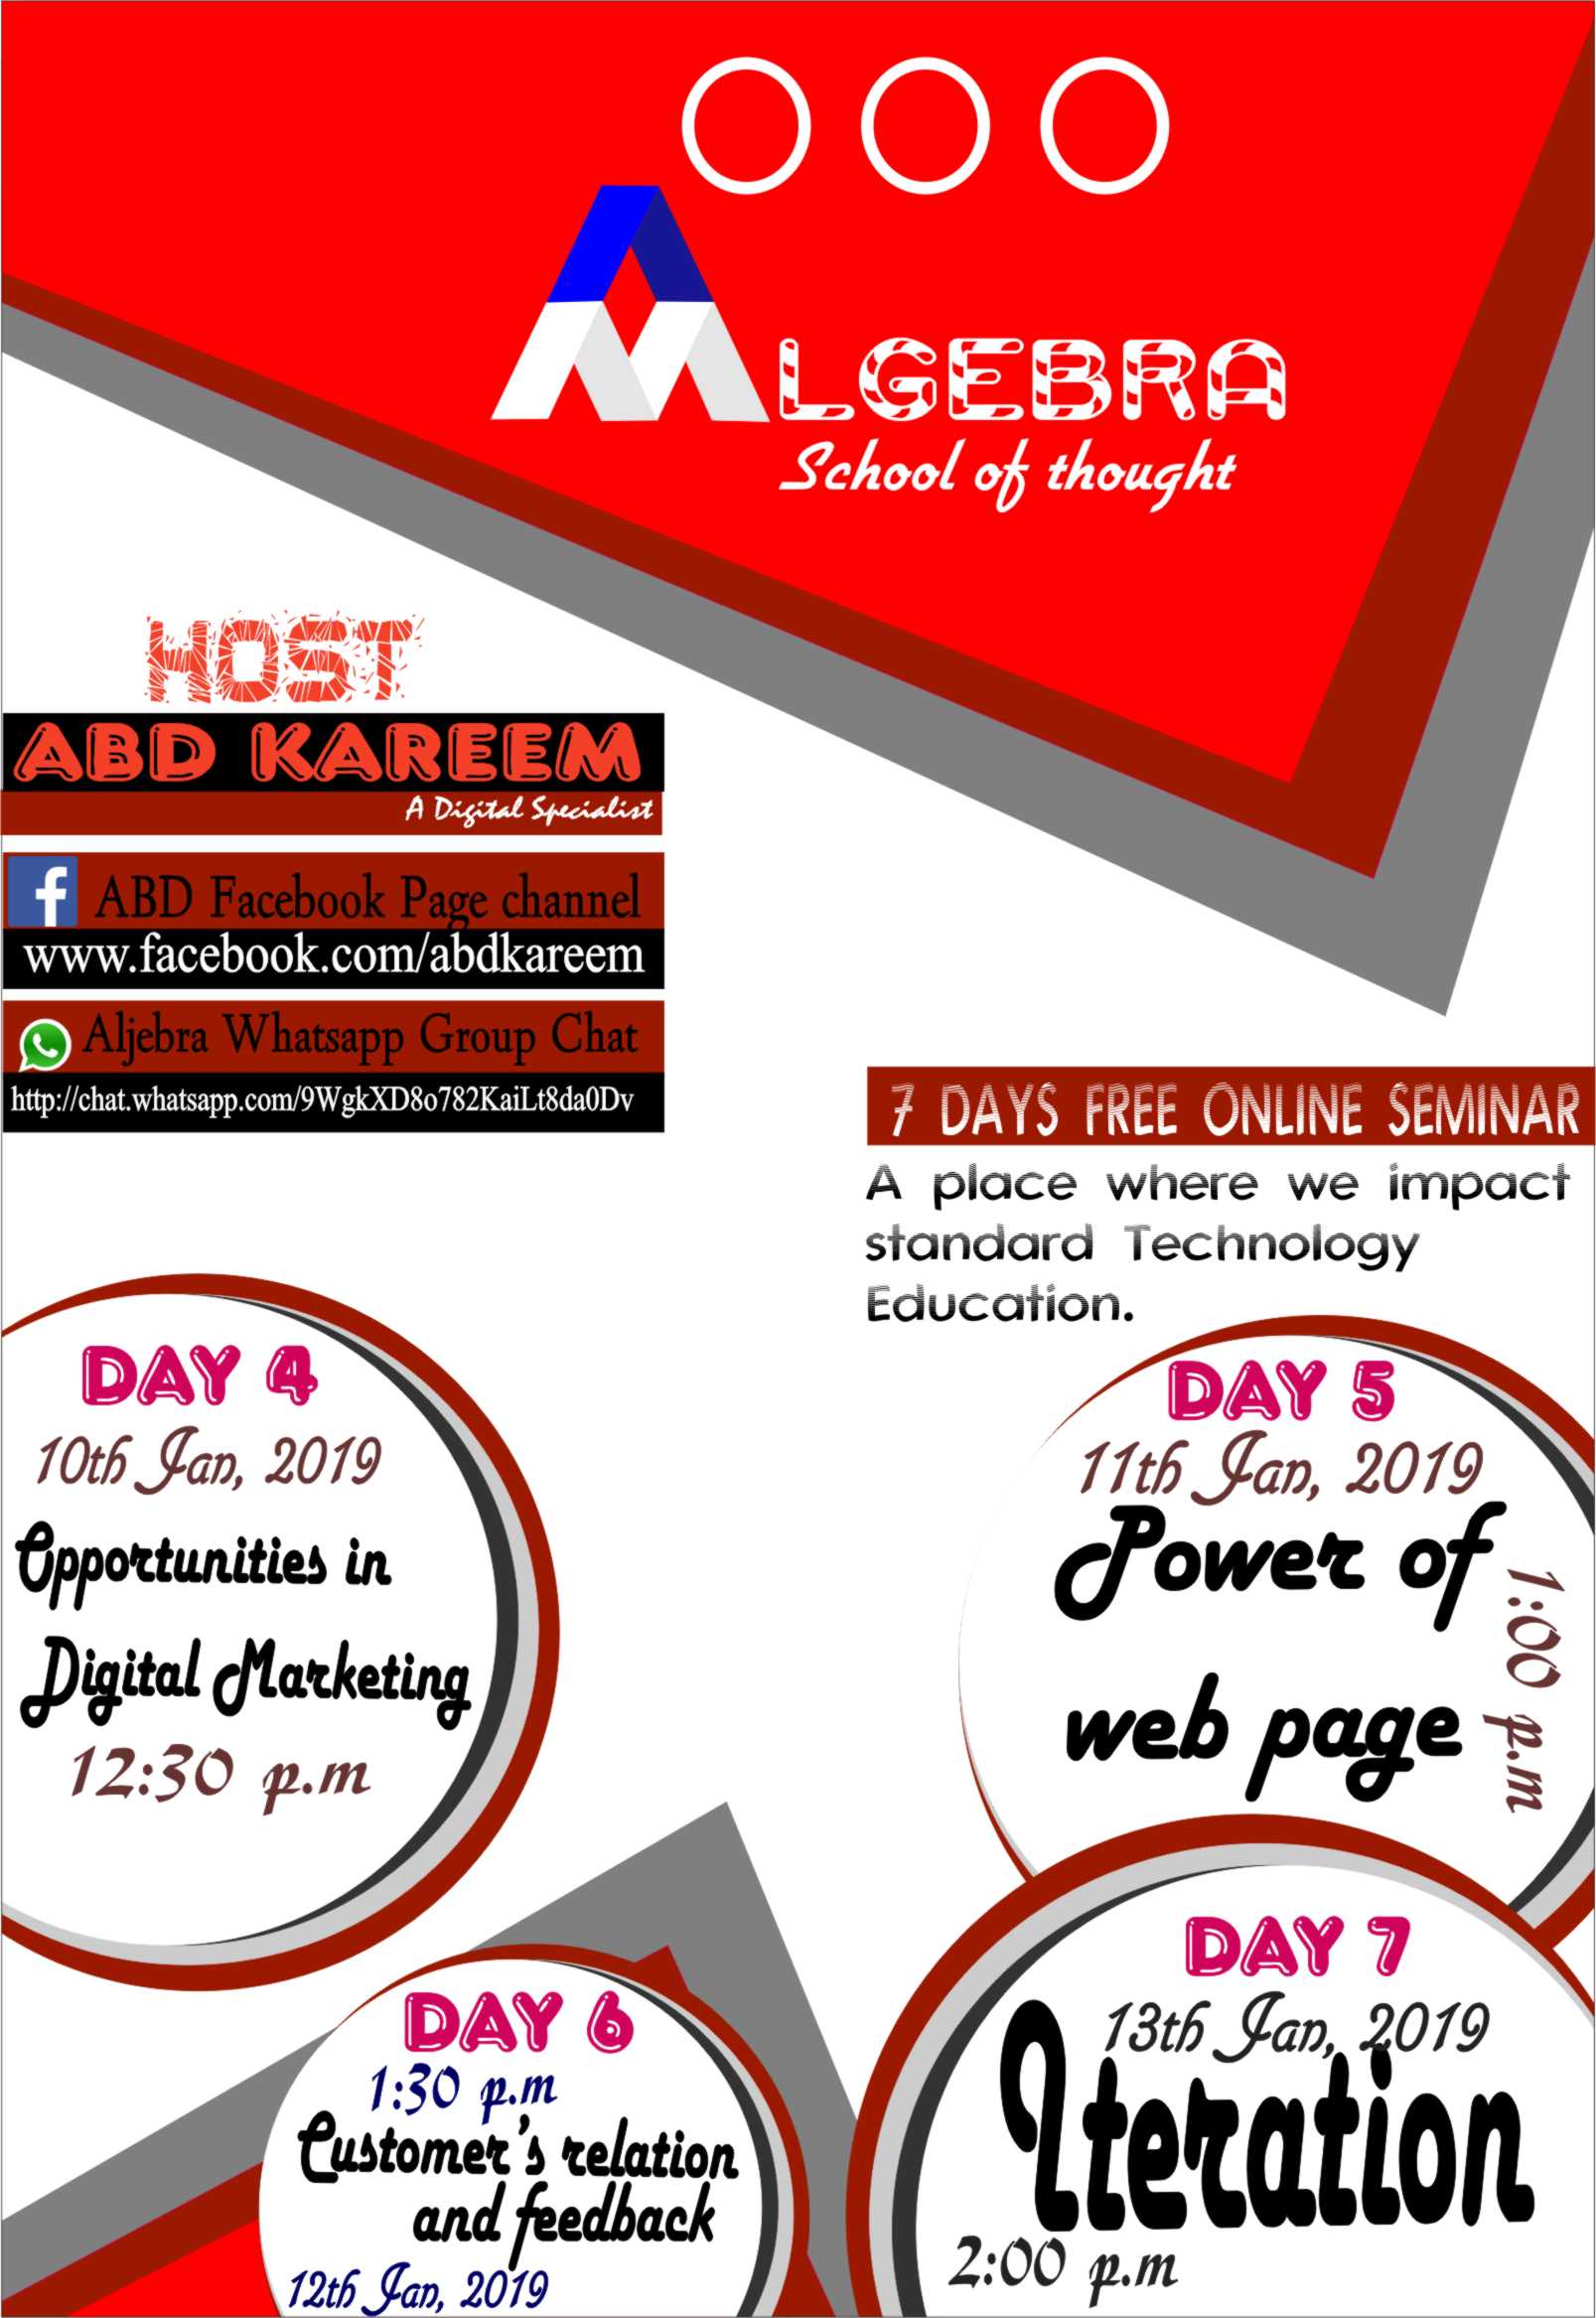 ALGEBRA
School of thought
HOST
ABD KAREEM
A Digital Specialist
f ABD Facebook Page channel
www.facebook.com/abdkareem
Aljebra Whatsapp Group Chat
http://chat.whatsapp.com/9WgkXD8o782KaiLt8da0Dv
7 DAYS FREE ONLINE SEMINAR
A place where we impact
standard Technology
Education.
DAY 4
10th Jan, 2019
Opportunities in
Digital Marketing
12:30 p.m
DAY 5
11th Jan, 2019
Power of
web page
1:00 p.m
DAY 6
1:30 p.m
Customer's relation
and feedback
12th Jan, 2019
DAY 7
13th Jan, 2019
Iteration
2:00 p.m